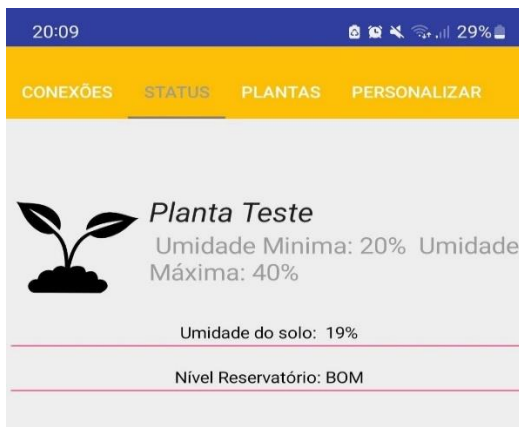 20:09 29%
CONEXÕES STATUS PLANTAS PERSONALIZAR
Planta Teste
Umidade Minima: 20% Umidade
Máxima: 40%
Umidade do solo: 19%
Nível Reservatório: BOM